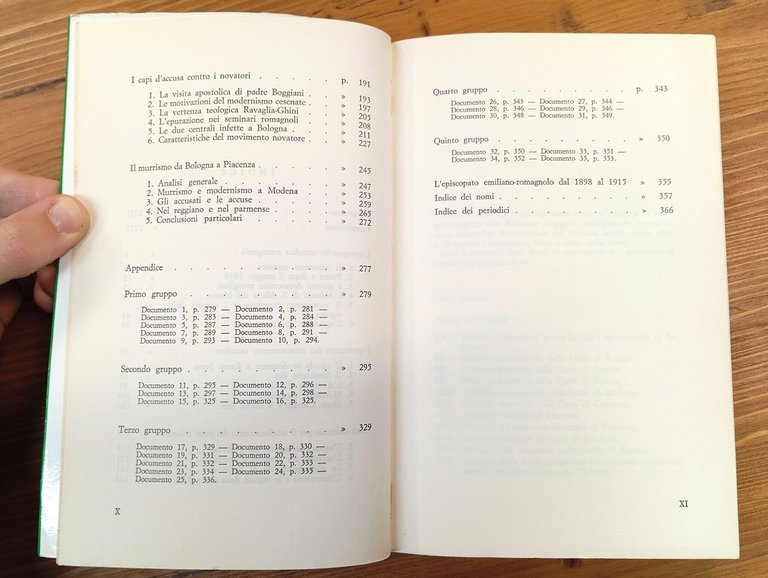 I capi d'accusa contro i novatori . . . . . . p. 191
1. La visita apostolica di padre Boggiani . » 193
2. Le motivazioni del modernismo cesenate . » 197
3. La vertenza teologica Ravaglia-Ghini . » 205
4. L'epurazione nei seminari romagnoli . » 208
5. Le due centrali infette a Bologna . . » 211
6. Caratteristiche del movimento novatore . » 227
Il murrismo da Bologna a Piacenza . . . . . » 245
1. Analisi generale . . . . . . » 247
2. Murrismo e modernismo a Modena . . » 253
3. Gli accusati e le accuse . . . . » 259
4. Nel reggiano e nel parmense . . . » 265
5. Conclusioni particolari . . . . » 272
Appendice . . . . . . . . . » 277
Primo gruppo . . . . . . . . » 279
Documento 1, p. 279 — Documento 2, p. 281 —
Documento 3, p. 283 — Documento 4, p. 284 —
Documento 5, p. 287 — Documento 6, p. 288 —
Documento 7, p. 289 — Documento 8, p. 291 —
Documento 9, p. 293 — Documento 10, p. 294.
Secondo gruppo . . . . . . . . » 295
Documento 11, p. 295 — Documento 12, p. 296 —
Documento 13, p. 297 — Documento 14, p. 298 —
Documento 15, p. 325 — Documento 16, p. 325.
Terzo gruppo . . . . . . . . » 329
Documento 17, p. 329 — Documento 18, p. 330 —
Documento 19, p. 331 — Documento 20, p. 332 —
Documento 21, p. 332 — Documento 22, p. 333 —
Documento 23, p. 334 — Documento 24, p. 335 —
Documento 25, p. 336.
X
Quarto gruppo . . . . . . . . p. 343
Documento 26, p. 343 — Documento 27, p. 344 —
Documento 28, p. 346 — Documento 29, p. 346 —
Documento 30, p. 348 — Documento 31, p. 349.
Quinto gruppo . . . . . . . . » 350
Documento 32, p. 350 — Documento 33, p. 351 —
Documento 34, p. 352 — Documento 35, p. 353.
L'episcopato emiliano-romagnolo dal 1898 al 1915 » 355
Indice dei nomi . . . . . . . . » 357
Indice dei periodici . . . . . . . » 366
XI